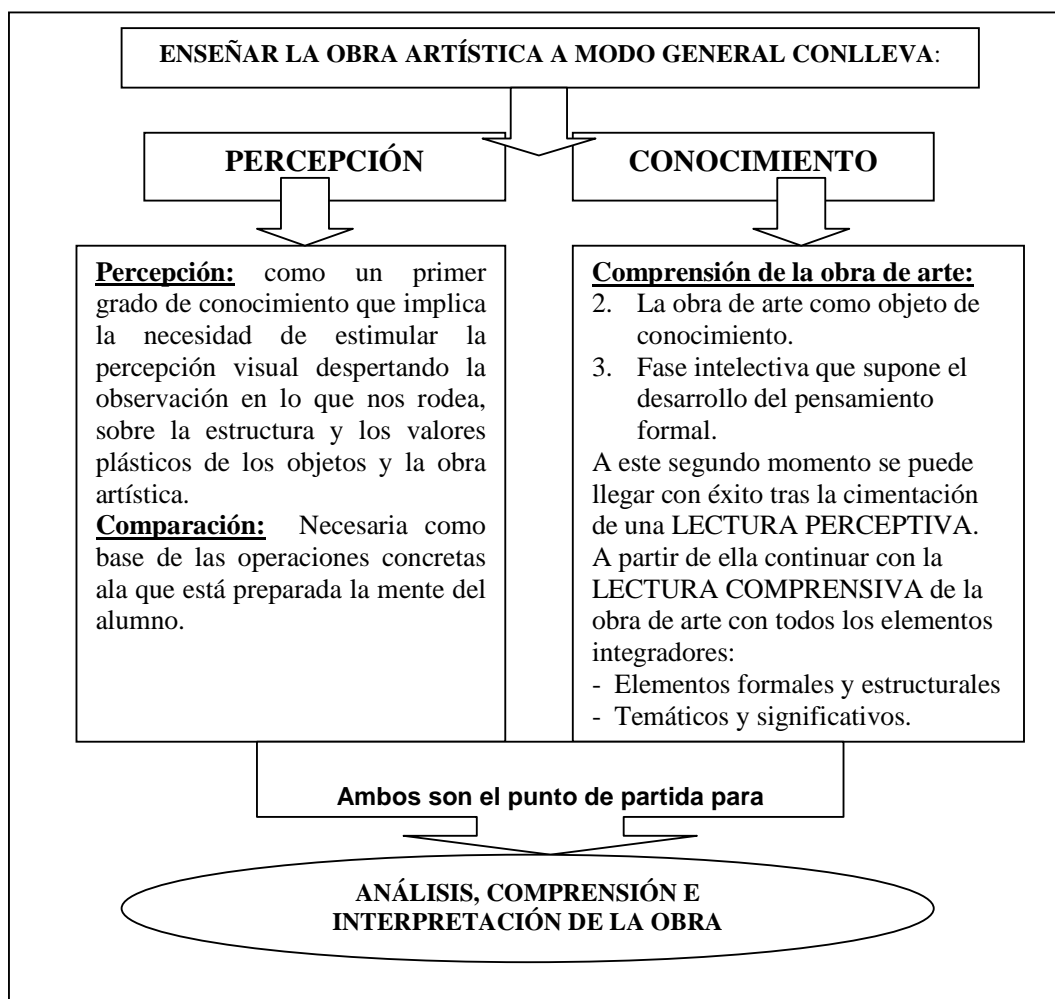 ENSEÑAR LA OBRA ARTÍSTICA A MODO GENERAL CONLLEVA:
PERCEPCIÓN
CONOCIMIENTO
Percepción: como un primer
grado de conocimiento que implica
la necesidad de estimular la
percepción visual despertando la
observación en lo que nos rodea,
sobre la estructura y los valores
plásticos de los objetos y la obra
artística.
Comparación: Necesaria como
base de las operaciones concretas
ala que está preparada la mente del
alumno.
Comprensión de la obra de arte:
2. La obra de arte como objeto de
conocimiento.
3. Fase intelectiva que supone el
desarrollo del pensamiento
formal.
A este segundo momento se puede
llegar con éxito tras la cimentación
de una LECTURA PERCEPTIVA.
A partir de ella continuar con la
LECTURA COMPRENSIVA de la
obra de arte con todos los elementos
integradores:
- Elementos formales y estructurales
- Temáticos y significativos.
Ambos son el punto de partida para
ANÁLISIS, COMPRENSIÓN E
INTERPRETACIÓN DE LA OBRA